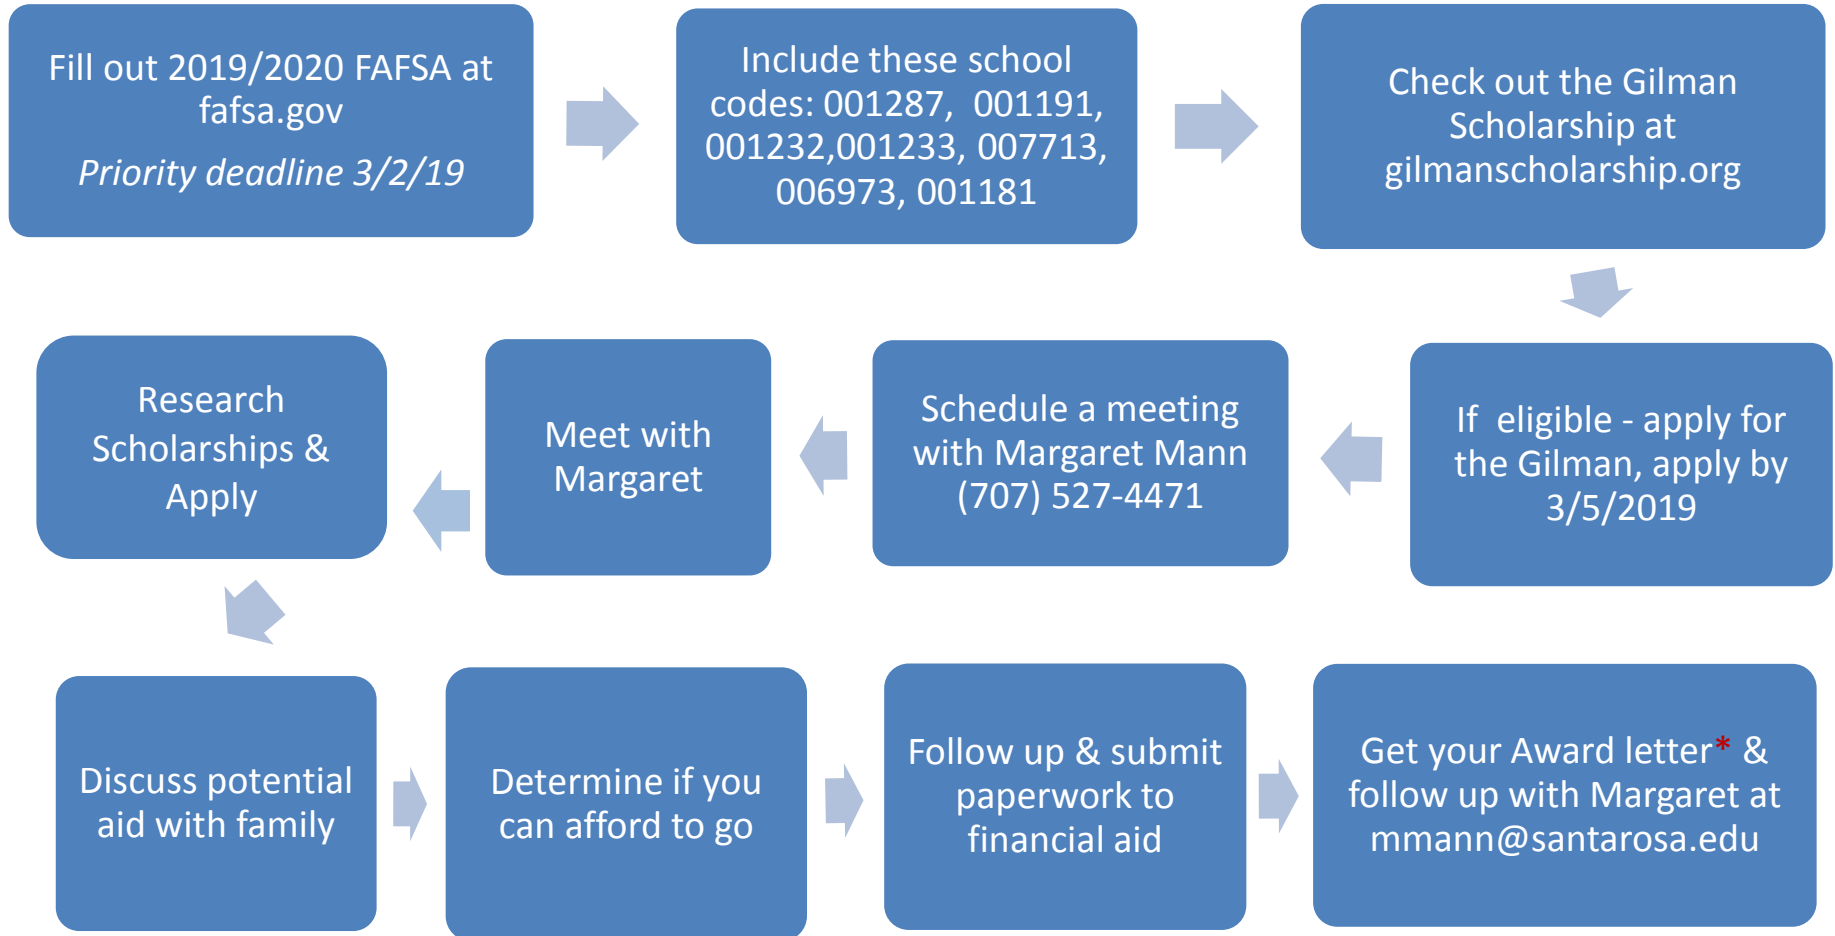 Fill out 2019/2020 FAFSA at
fafsa.gov
Priority deadline 3/2/19
Include these school
codes: 001287, 001191,
001232,001233, 007713,
006973, 001181
Check out the Gilman
Scholarship at
gilmanscholarship.org
If eligible - apply for
the Gilman, apply by
3/5/2019
Schedule a meeting
with Margaret Mann
(707) 527-4471
Meet with
Margaret
Research
Scholarships &
Apply
Discuss potential
aid with family
Determine if you
can afford to go
Follow up & submit
paperwork to
financial aid
Get your Award letter* &
follow up with Margaret at
mmann@santarosa.edu